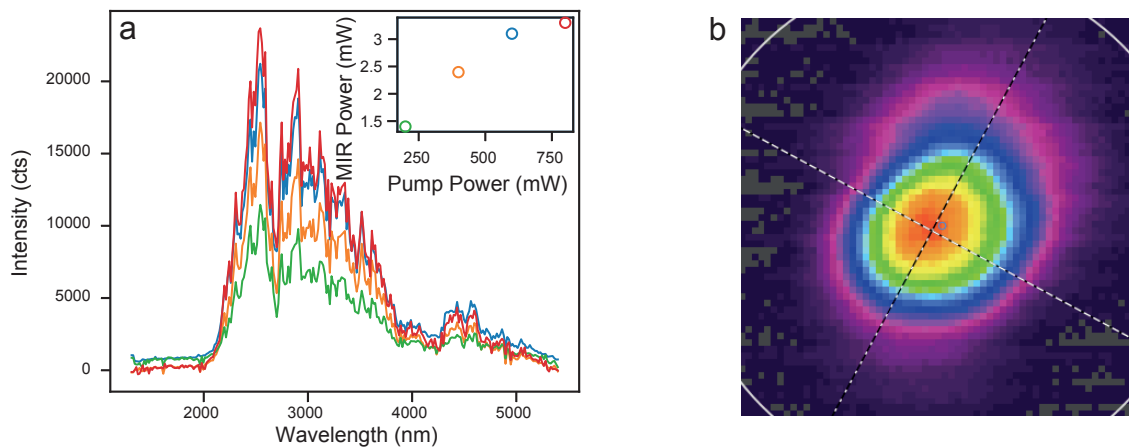 a
Intensity (cts)
20000
15000
10000
5000
0
2000
3000
4000
5000
Wavelength (nm)
MIR Power (mW)
3
2.5
2
1.5
250
500
750
Pump Power (mW)
b